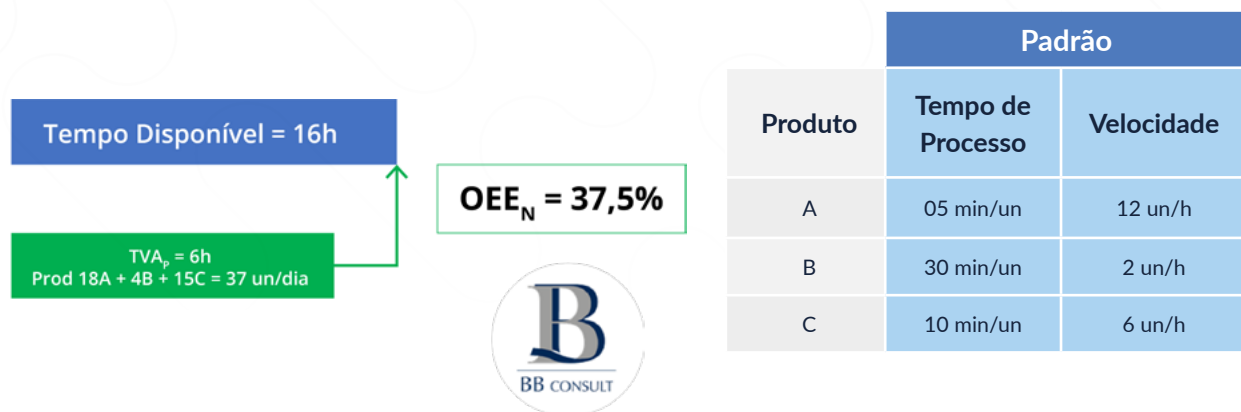 Tempo Disponível = 16h
TVAP = 6h
Prod 18A + 4B + 15C = 37 un/dia
OEEN = 37,5%
B
BB CONSULT
Padrão
Produto
Tempo de
Processo
Velocidade
A
05 min/un
12 un/h
B
30 min/un
2 un/h
C
10 min/un
6 un/h